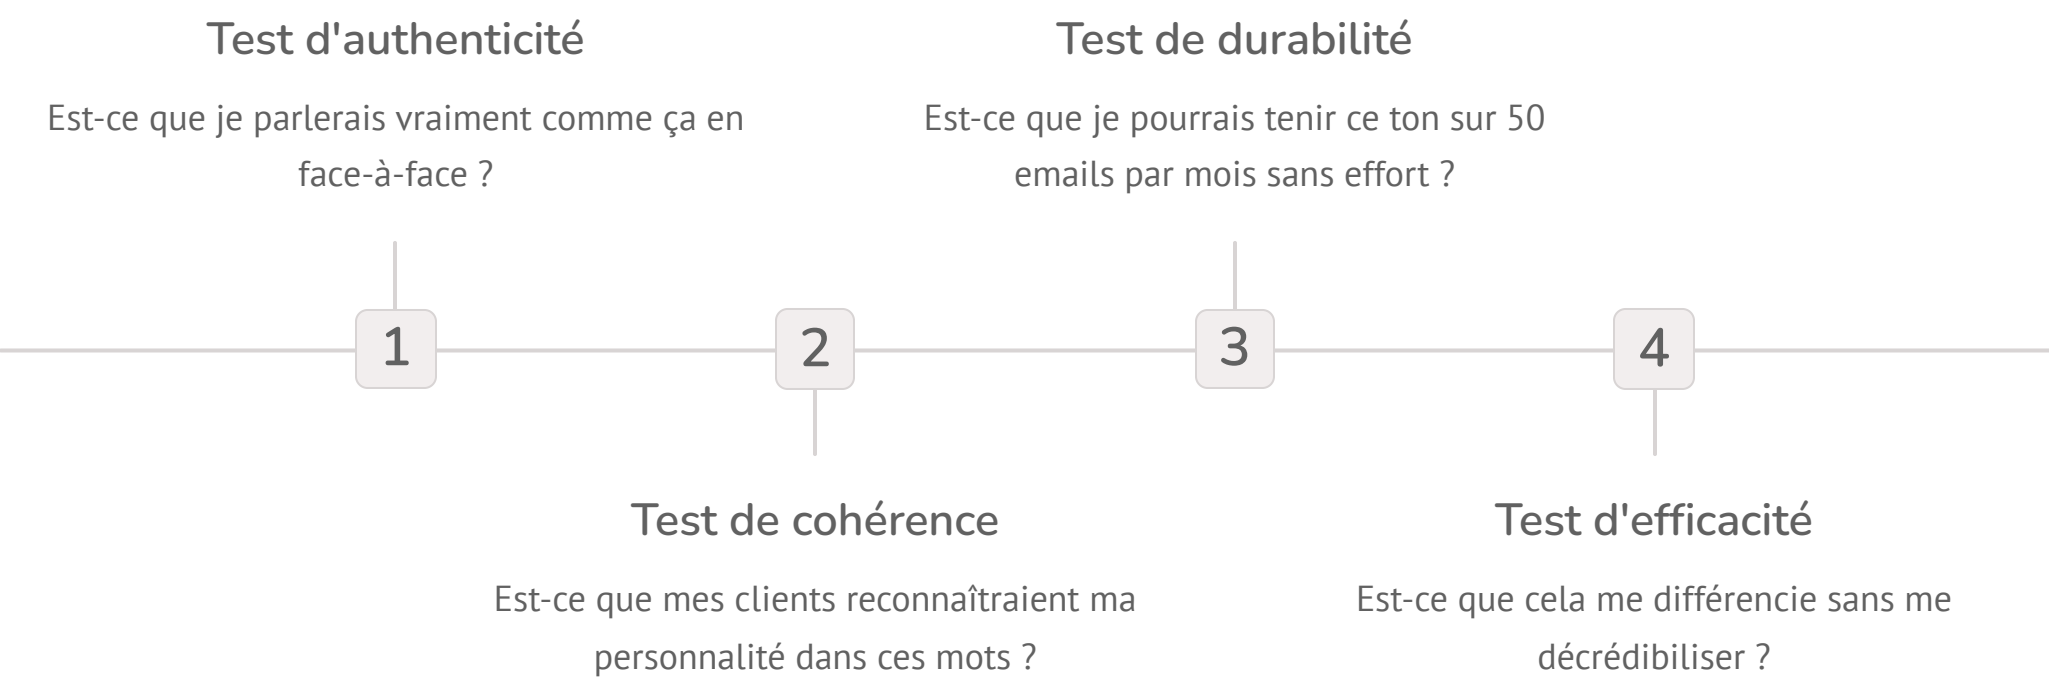 Test d'authenticité
Est-ce que je parlerais vraiment comme ça en
face-à-face ?
Test de durabilité
Est-ce que je pourrais tenir ce ton sur 50
emails par mois sans effort ?
1
2
3
4
Test de cohérence
Est-ce que mes clients reconnaîtraient ma
personnalité dans ces mots ?
Test d'efficacité
Est-ce que cela me différencie sans me
décrédibiliser ?